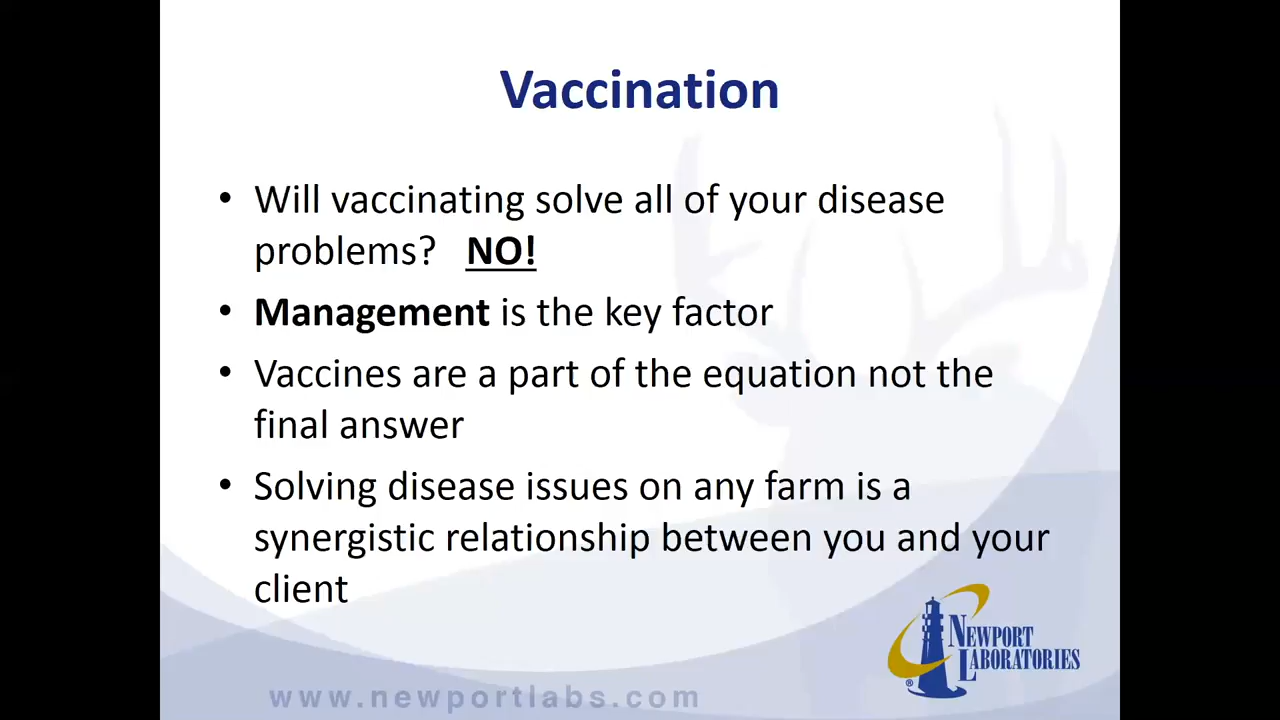 Vaccination
• Will vaccinating solve all of your disease
problems? NO!
• Management is the key factor
• Vaccines are a part of the equation not the
final answer
• Solving disease issues on any farm is a
synergistic relationship between you and your
client
NEWPORT
LABORATORIES
®
www.newportlabs.com